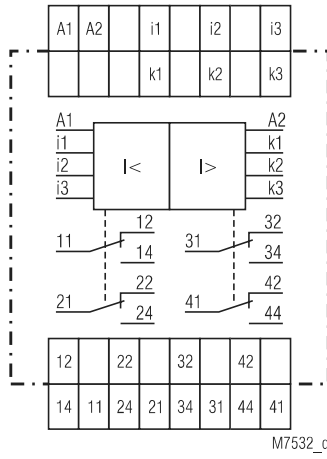 A1 A2 i1 i2 i3
k1 k2 k3
A1 A2
i1 k1
i2 I< I> k2
i3 k3
12 32
11 14 31 34
22 42
21 24 41 44
12 22 32 42
14 11 24 21 34 31 44 41